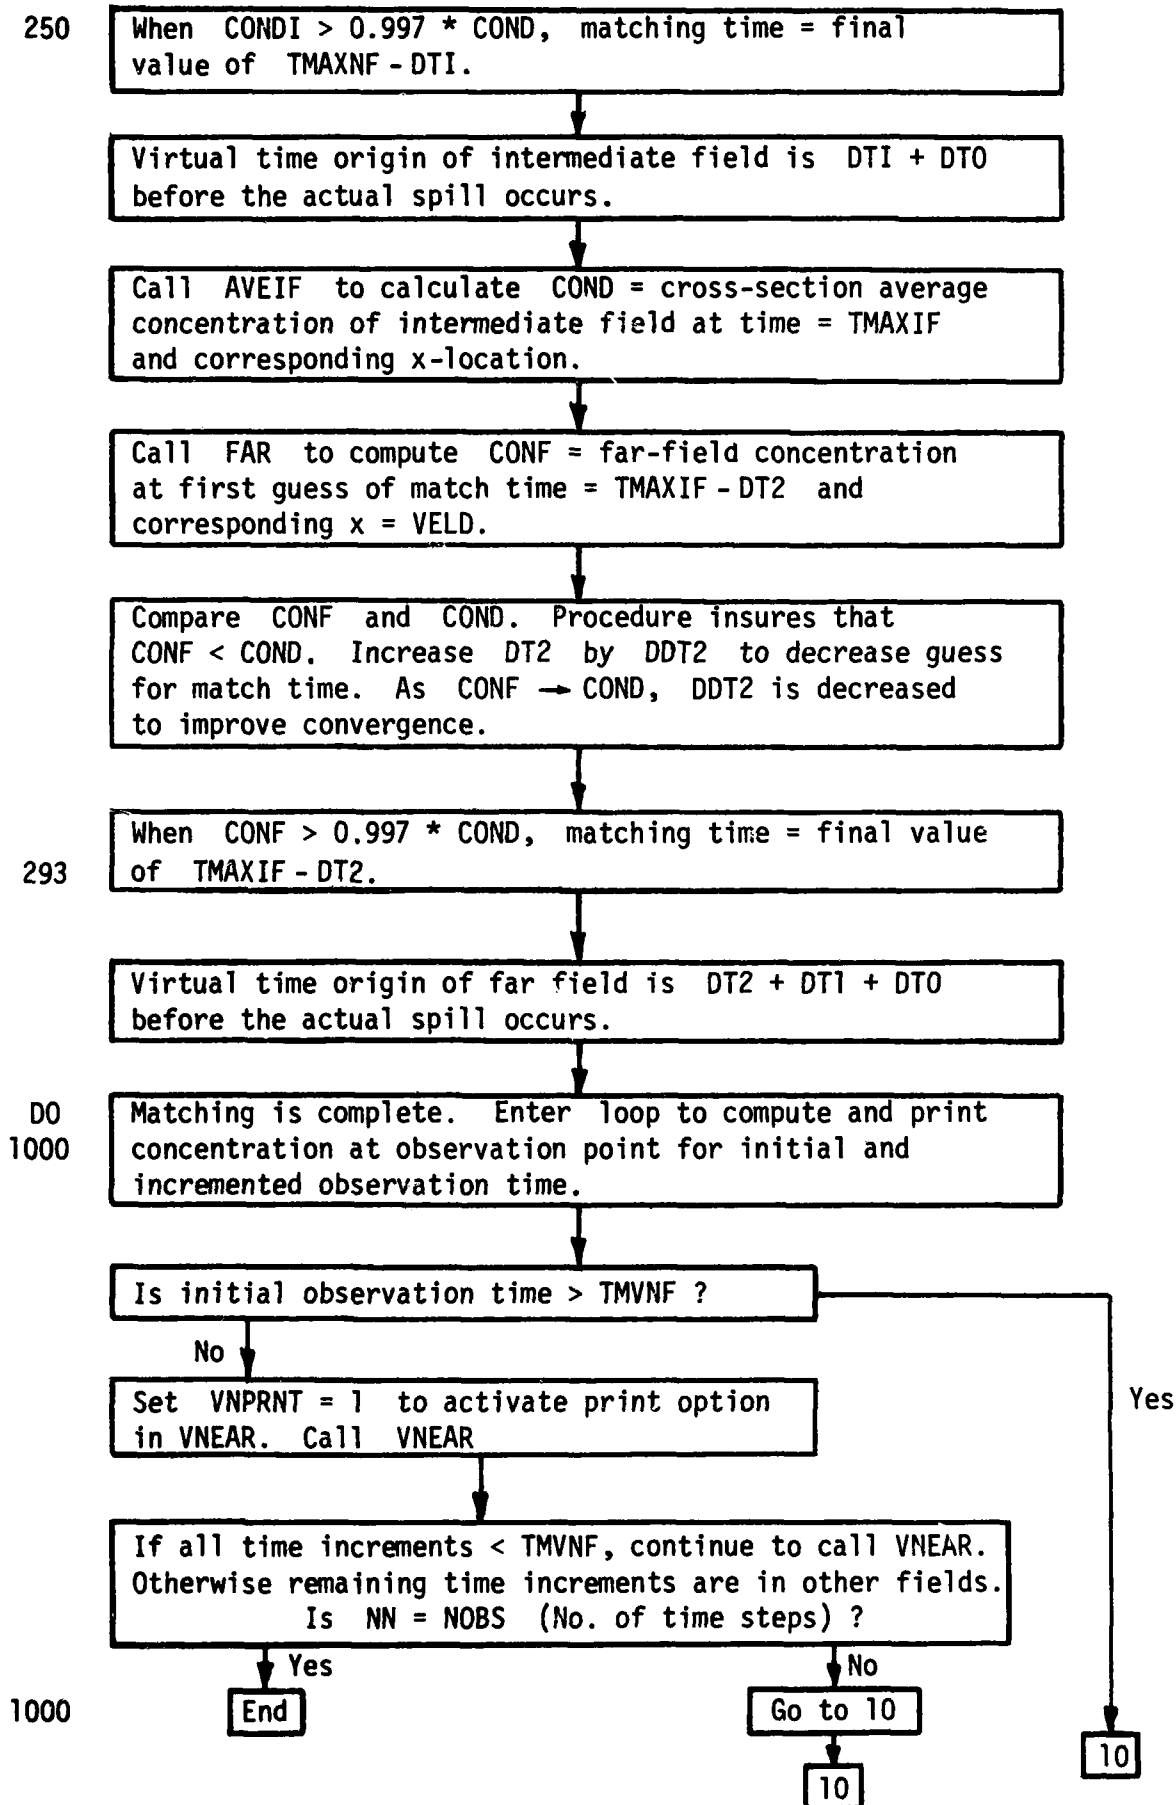 250
When CONDI > 0.997 * COND, matching time = final
value of TMAXNF - DTI.
Virtual time origin of intermediate field is DTI + DTO
before the actual spill occurs.
Call AVEIF to calculate COND = cross-section average
concentration of intermediate field at time = TMAXIF
and corresponding x-location.
Call FAR to compute CONF = far-field concentration
at first guess of match time = TMAXIF - DT2 and
corresponding x = VELD.
Compare CONF and COND. Procedure insures that
CONF < COND. Increase DT2 by DDT2 to decrease guess
for match time. As CONF → COND, DDT2 is decreased
to improve convergence.
When CONF > 0.997 * COND, matching time = final value
293
of TMAXIF - DT2.
Virtual time origin of far field is DT2 + DT1 + DTO
before the actual spill occurs.
DO
1000
Matching is complete. Enter loop to compute and print
concentration at observation point for initial and
incremented observation time.
Is initial observation time > TMVNF ?
No
Yes
Set VNPRNT = 1 to activate print option
in VNEAR. Call VNEAR
If all time increments < TMVNF, continue to call VNEAR.
Otherwise remaining time increments are in other fields.
Is NN = NOBS (No. of time steps) ?
Yes
No
1000
End
Go to 10
10
10